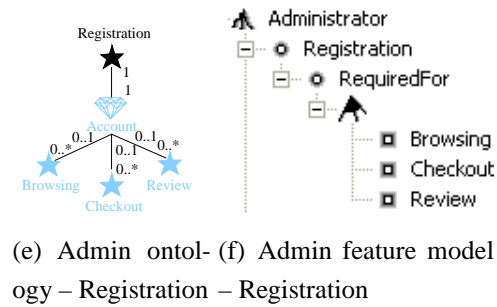 Registration
1
1
Account
0..1
0..*
0..1
0..*
0..1
0..*
Browsing
Checkout
Review
Administrator
Registration
RequiredFor
Browsing
Checkout
Review
(e) Admin ontol-
ogy – Registration
(f) Admin feature model
– Registration